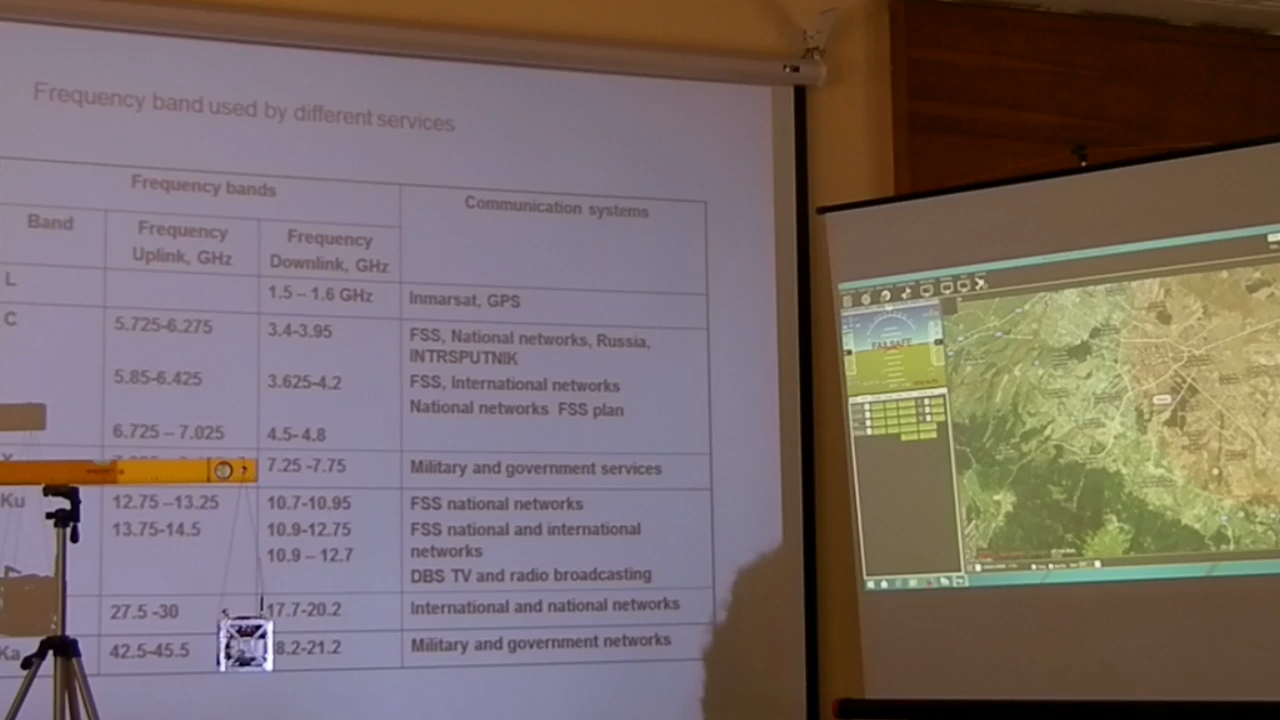 Frequency band used by different services
Frequency bands
Communication systems
Band
Frequency
Uplink, GHz
Frequency
Downlink, GHz
L
1.5 – 1.6 GHz
Inmarsat, GPS
C
5.725-6.275
3.4-3.95
FSS, National networks, Russia,
INTRSPUTNIK
5.85-6.425
3.625-4.2
FSS, International networks
National networks FSS plan
6.725 – 7.025
4.5- 4.8
X
7.25 -7.75
Military and government services
Ku
12.75 –13.25
10.7-10.95
FSS national networks
13.75-14.5
10.9-12.75
FSS national and international
networks
10.9 – 12.7
DBS TV and radio broadcasting
27.5 -30
17.7-20.2
International and national networks
Ka
42.5-45.5
8.2-21.2
Military and government networks
FAILSAFE